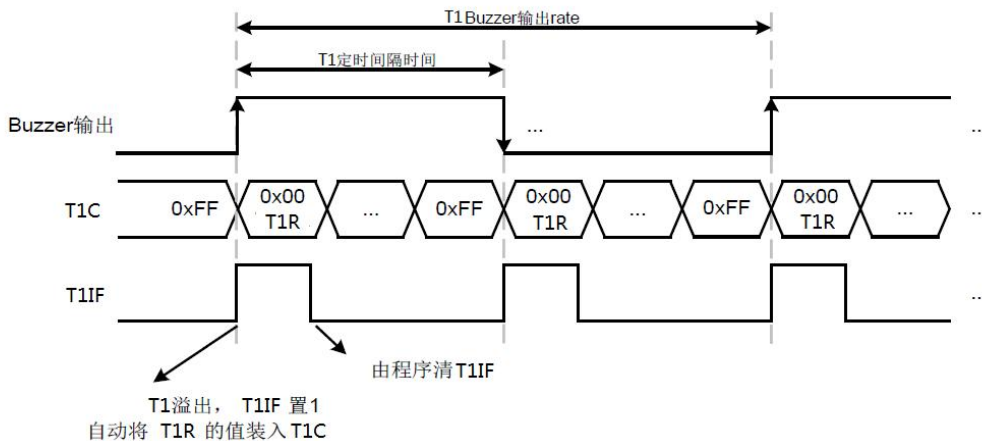 T1Buzzer输出rate
T1定时间隔时间
Buzzer输出
...
..
T1C
0xFF
0x00
T1R
...
0xFF
0x00
T1R
...
0xFF
0x00
T1R
...
..
T1IF
..
由程序清T1IF
T1溢出， T1IF 置1
自动将 T1R 的值装入T1C